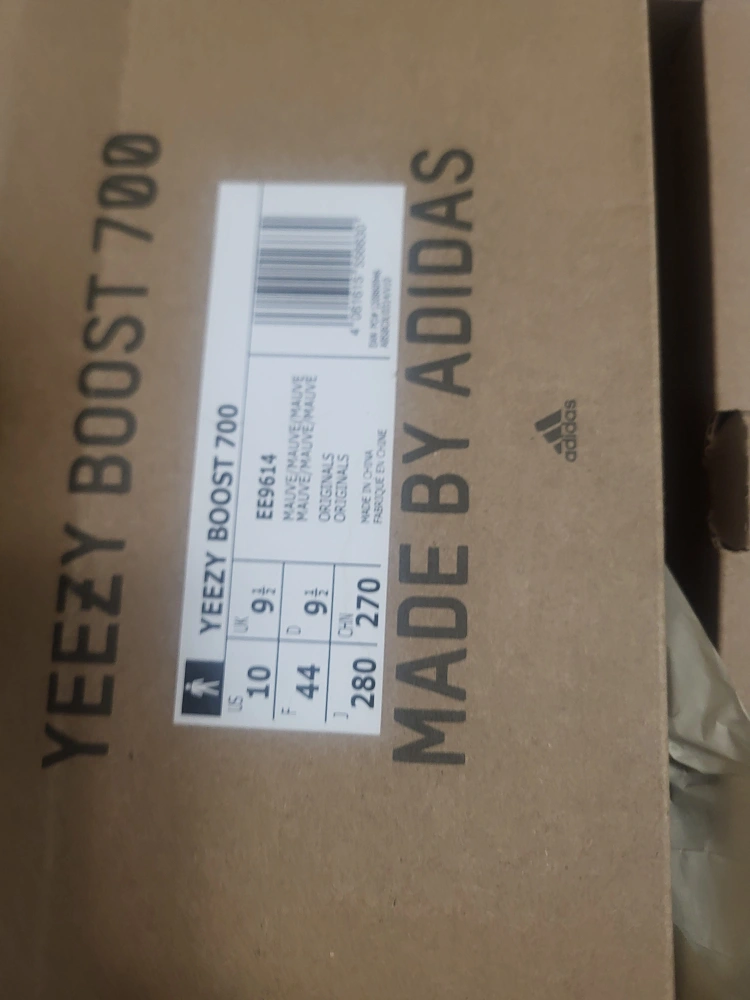 YEEZY BOOST 700
YEEZY BOOST 700
US
10
UK
9½
F
44
D
9½
J
280
CHN
270
EE9614
MAUVE/MAUVE/MAUVE
MAUVE/MAUVE/MAUVE
ORIGINALS
ORIGINALS
MADE IN CHINA
FABRIQUE EN CHINE
MADE BY ADIDAS
adidas